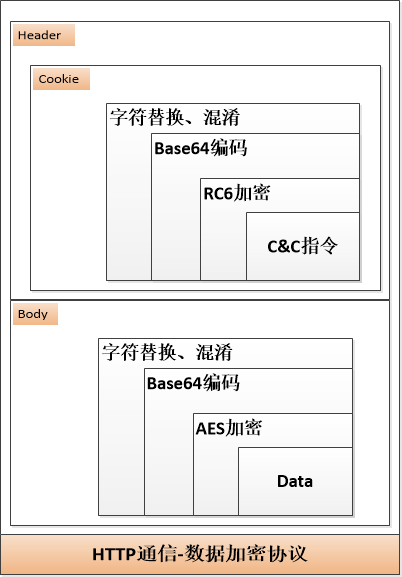 Header
Cookie
字符替换、混淆
Base64编码
RC6加密
C&C指令
Body
字符替换、混淆
Base64编码
AES加密
Data
HTTP通信-数据加密协议